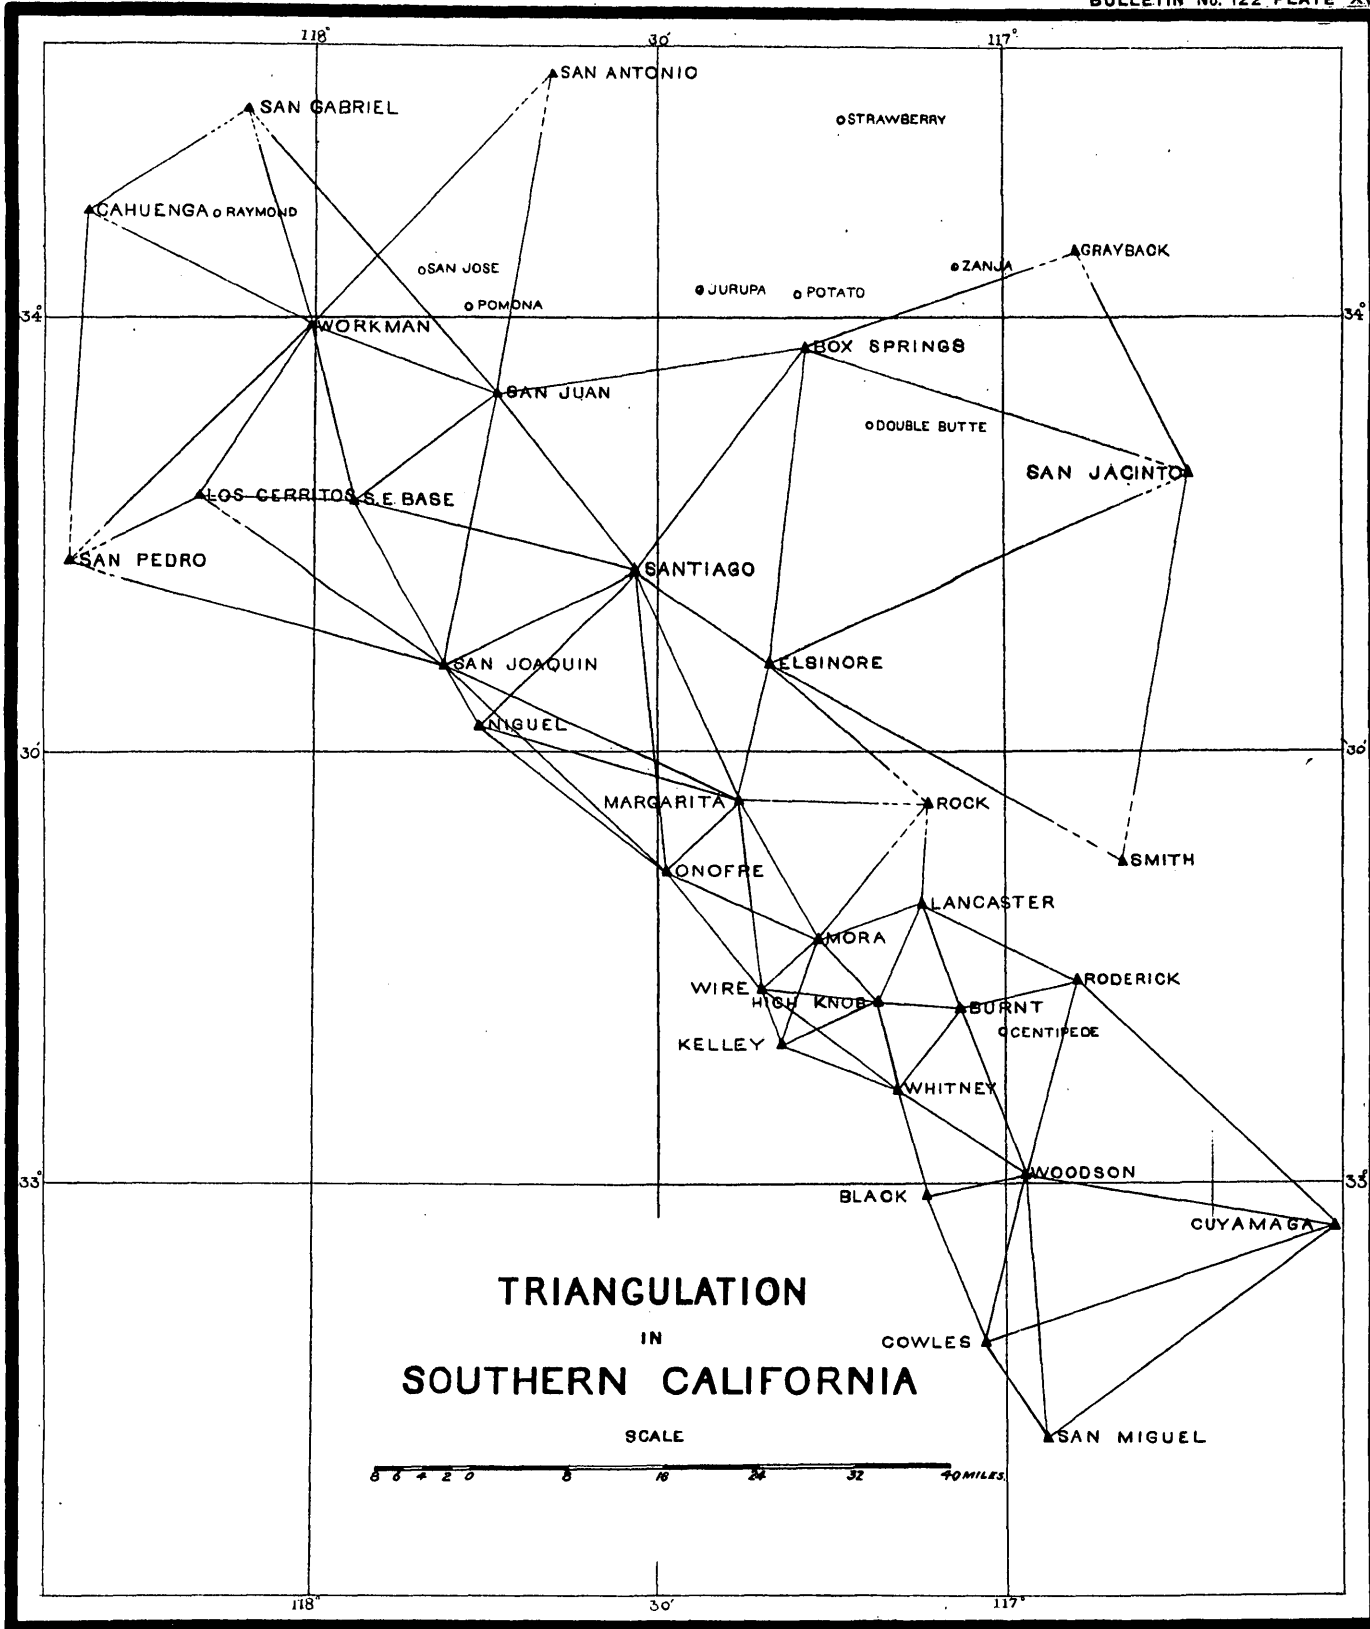 BULLETIN No. 122 PLATE
118° 30' 117°
SAN ANTONIO
SAN GABRIEL
STRAWBERRY
CAHUENGA RAYMOND
GRAYBACK
SAN JOSE ZANJA
JURUPA POTATO
POMONA
34° 34°
WORKMAN
BOX SPRINGS
SAN JUAN
DOUBLE BUTTE
SAN JACINTO
LOS CERRITOS S.E. BASE
SAN PEDRO
SANTIAGO
SAN JOAQUIN ELSINORE
NIGUEL
30' 30'
MARGARITA ROCK
SMITH
ONOFRE
LANCASTER
MORA
RODERICK
WIRE
HIGH KNOB BURNT
CENTIPEDE
KELLEY
WHITNEY
WOODSON
33° 33°
BLACK
CUYAMAGA
TRIANGULATION
IN
SOUTHERN CALIFORNIA
COWLES
SCALE
SAN MIGUEL
8 6 4 2 0 8 16 24 32 40 MILES.
118° 30' 117°